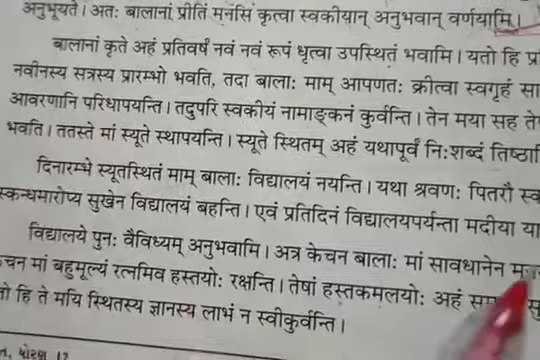 अनुभूयते। अतः बालानां प्रीतिं मनसि कृत्वा स्वकीयान् अनुभवान् वर्णयामि।
बालानां कृते अहं प्रतिवर्षं नवं नवं रूपं धृत्वा उपस्थितं भवामि। यतो हि
नवीनस्य सत्रस्य प्रारम्भो भवति, तदा बालाः माम् आपणतः क्रीत्वा स्वगृहं
आवरणानि परिधापयन्ति। तदुपरि स्वकीयं नामाङ्कनं कुर्वन्ति। तेन मया सह
भवति। ततस्ते मां स्यूते स्थापयन्ति। स्यूते स्थितम् अहं यथापूर्वं निःशब्दं
दिनारम्भे स्यूतस्थितं माम् बालाः विद्यालयं नयन्ति। यथा श्रवणः पितरौ
स्कन्धमारोप्य सुखेन विद्यालयं बहन्ति। एवं प्रतिदिनं विद्यालयपर्यन्ता मदीया
विद्यालये पुनः वैविध्यम् अनुभवामि। अत्र केचन बालाः मां सावधानेन
मां बहुमूल्यं रत्नमिव हस्तयोः रक्षन्ति। तेषां हस्तकमलयोः अहं
हि ते मयि स्थितस्य ज्ञानस्य लाभं न स्वीकुर्वन्ति।